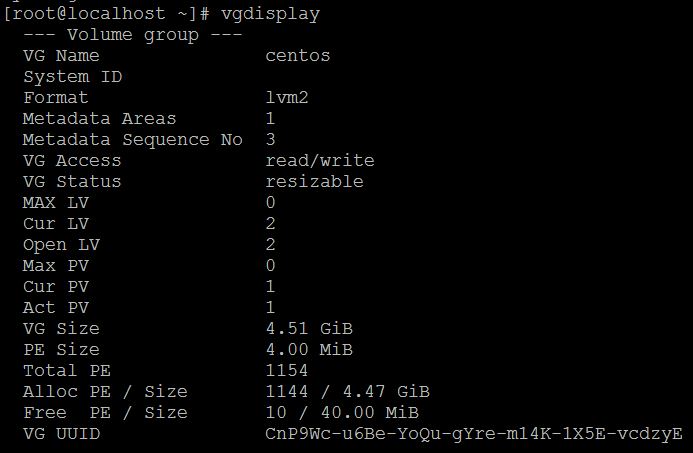 [root@localhost ~]# vgdisplay
  --- Volume group ---
  VG Name               centos
  System ID
  Format                lvm2
  Metadata Areas        1
  Metadata Sequence No  3
  VG Access             read/write
  VG Status             resizable
  MAX LV                0
  Cur LV                2
  Open LV               2
  Max PV                0
  Cur PV                1
  Act PV                1
  VG Size               4.51 GiB
  PE Size               4.00 MiB
  Total PE              1154
  Alloc PE / Size       1144 / 4.47 GiB
  Free  PE / Size       10 / 40.00 MiB
  VG UUID               CnP9Wc-u6Be-YoQu-gYre-m14K-1X5E-vcdzyE